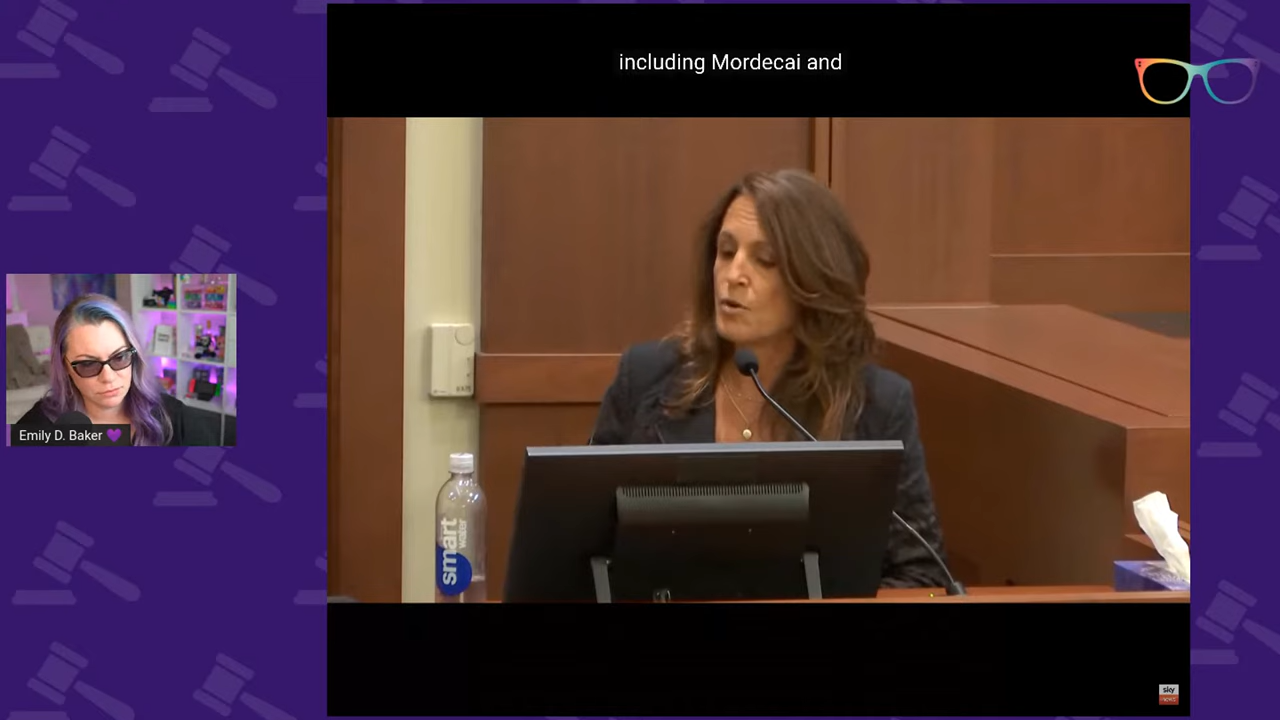 including Mordecai and
Emily D. Baker 💜
smart
water
sky
news